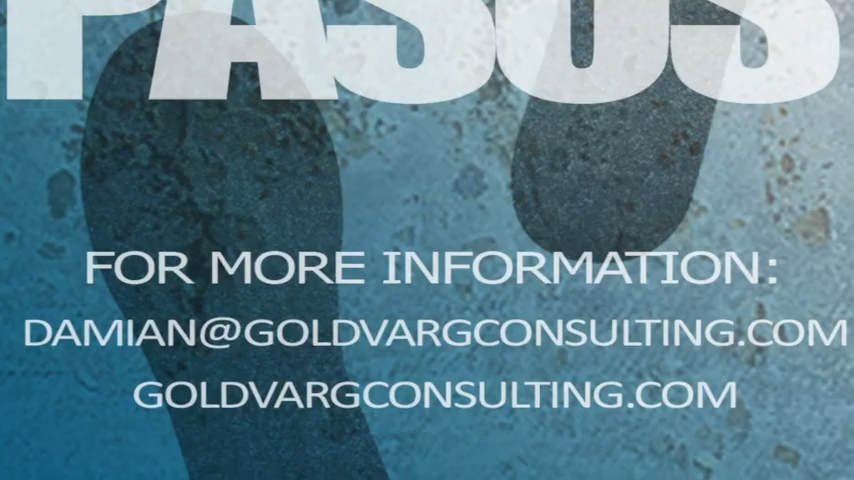 PASOS
FOR MORE INFORMATION:
DAMIAN@GOLDVARGCONSULTING.COM
GOLDVARGCONSULTING.COM